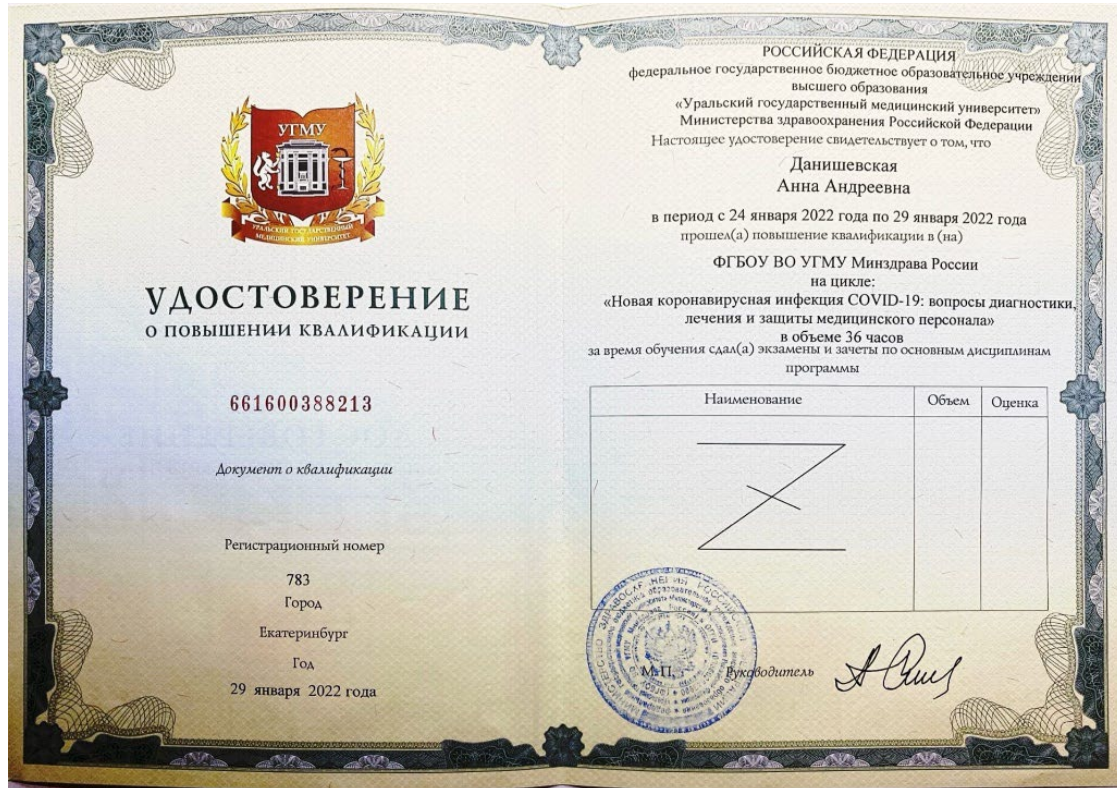 УГМУ
УРАЛЬСКИЙ ГОСУДАРСТВЕННЫЙ
МЕДИЦИНСКИЙ УНИВЕРСИТЕТ
УДОСТОВЕРЕНИЕ
О ПОВЫШЕНИИ КВАЛИФИКАЦИИ
661600388213
Документ о квалификации
Регистрационный номер
783
Город
Екатеринбург
Год
29 января 2022 года
РОССИЙСКАЯ ФЕДЕРАЦИЯ
федеральное государственное бюджетное образовательное учреждении
высшего образования
«Уральский государственный медицинский университет»
Министерства здравоохранения Российской Федерации
Настоящее удостоверение свидетельствует о том, что
Данишевская
Анна Андреевна
в период с 24 января 2022 года по 29 января 2022 года
прошел(а) повышение квалификации в (на)
ФГБОУ ВО УГМУ Минздрава России
на цикле:
«Новая коронавирусная инфекция COVID-19: вопросы диагностики,
лечения и защиты медицинского персонала»
в объеме 36 часов
за время обучения сдал(а) экзамены и зачеты по основным дисциплинам
программы
Наименование Объем Оценка
М.П. Руководитель